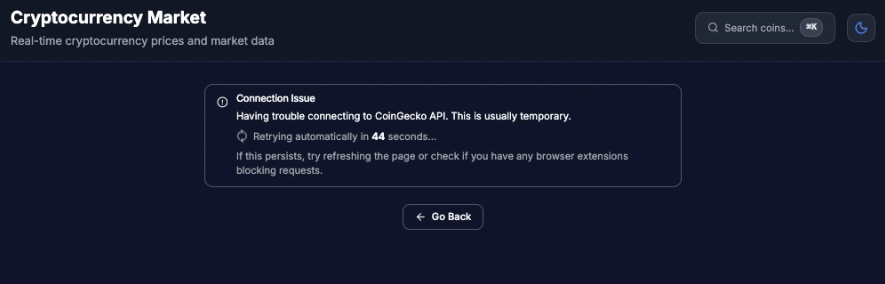 Cryptocurrency Market
Real-time cryptocurrency prices and market data
Search coins... ⌘K
Connection Issue
Having trouble connecting to CoinGecko API. This is usually temporary.
Retrying automatically in 44 seconds...
If this persists, try refreshing the page or check if you have any browser extensions
blocking requests.
Go Back